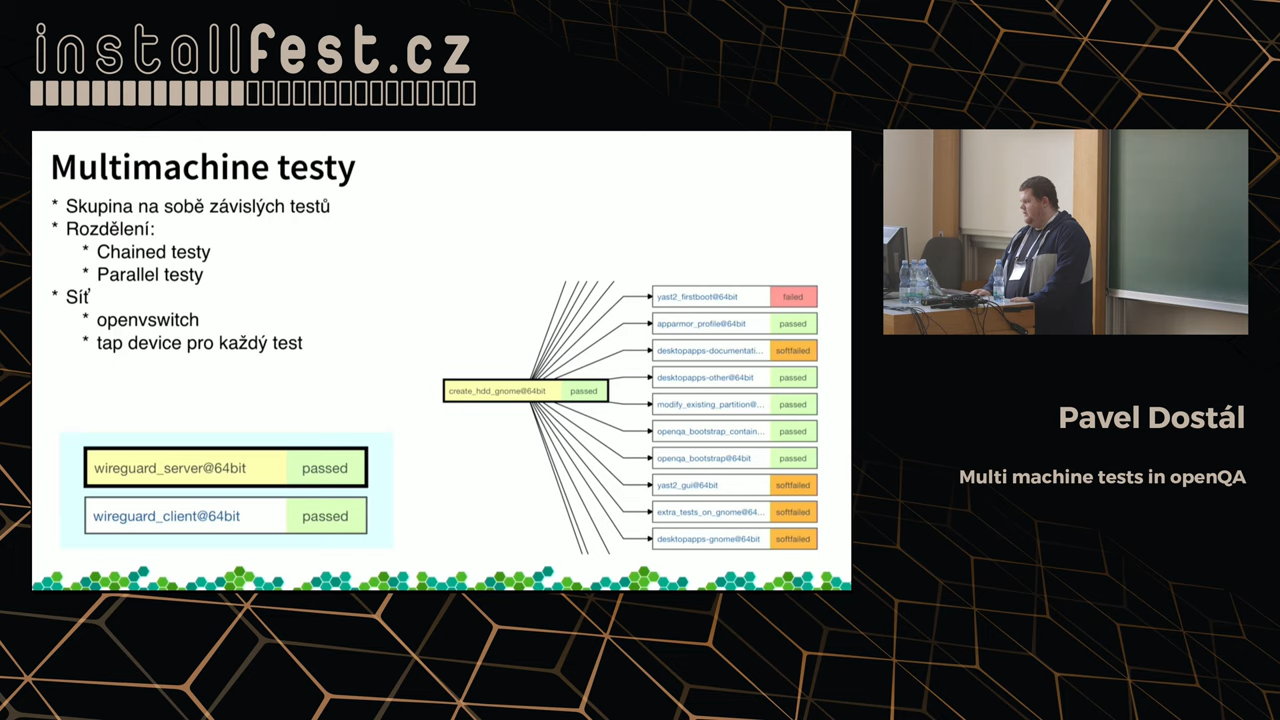 installfest.cz
Multimachine testy
* Skupina na sobě závislých testů
* Rozdělení:
* Chained testy
* Parallel testy
* Síť
* openvswitch
* tap device pro každý test
wireguard_server@64bit passed
wireguard_client@64bit passed
create_hdd_gnome@64bit passed
yast2_firstboot@64bit failed
apparmor_profile@64bit passed
desktopapps-documentati... softfailed
desktopapps-other@64bit passed
modify_existing_partition@... passed
openqa_bootstrap_contain... passed
openqa_bootstrap@64bit passed
yast2_gui@64bit softfailed
extra_tests_on_gnome@64... softfailed
desktopapps-gnome@64bit softfailed
Pavel Dostál
Multi machine tests in openQA